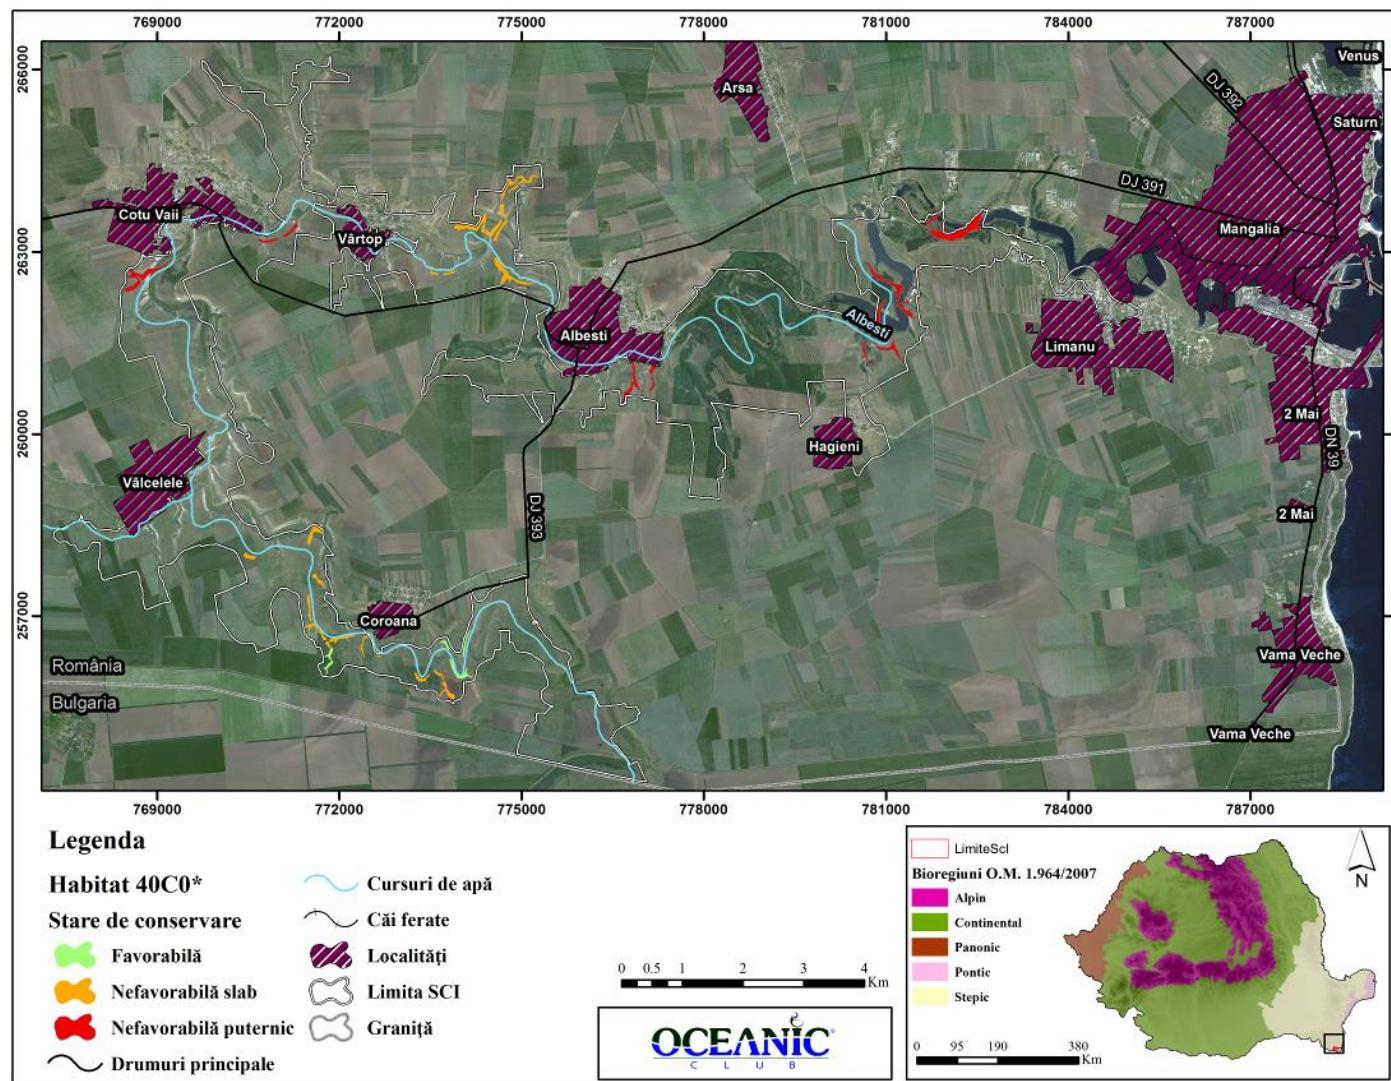 769000 772000 775000 778000 781000 784000 787000
266000
263000
260000
257000
Venus
Arsa
DJ 392
Saturn
DJ 391
Cotu Vaii
Vârtop
Mangalia
Albesti
Albesti
Limanu
2 Mai
Hagieni
DN 39
Vâlcelele
DJ 393
2 Mai
Coroana
România
Vama Veche
Bulgaria
Vama Veche
769000 772000 775000 778000 781000 784000 787000
Legenda
Habitat 40C0*
Stare de conservare
Favorabilă
Nefavorabilă slab
Nefavorabilă puternic
Drumuri principale
Cursuri de apă
Căi ferate
Localităţi
Limita SCI
Graniţă
0 0.5 1 2 3 4
Km
OCEANIC
CLUB
LimiteScI
Bioregiuni O.M. 1.964/2007
Alpin
Continental
Panonic
Pontic
Stepic
N
0 95 190 380
Km